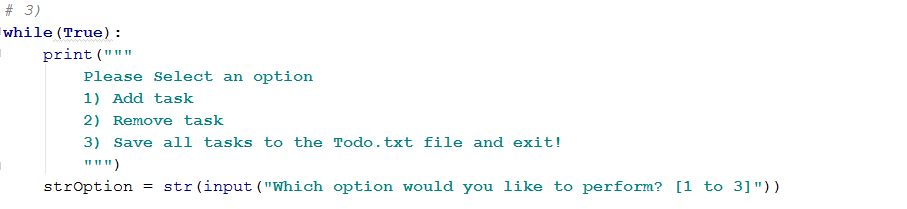 # 3)
while(True):
print("""
Please Select an option
1) Add task
2) Remove task
3) Save all tasks to the Todo.txt file and exit!
""")
strOption = str(input("Which option would you like to perform? [1 to 3]"))